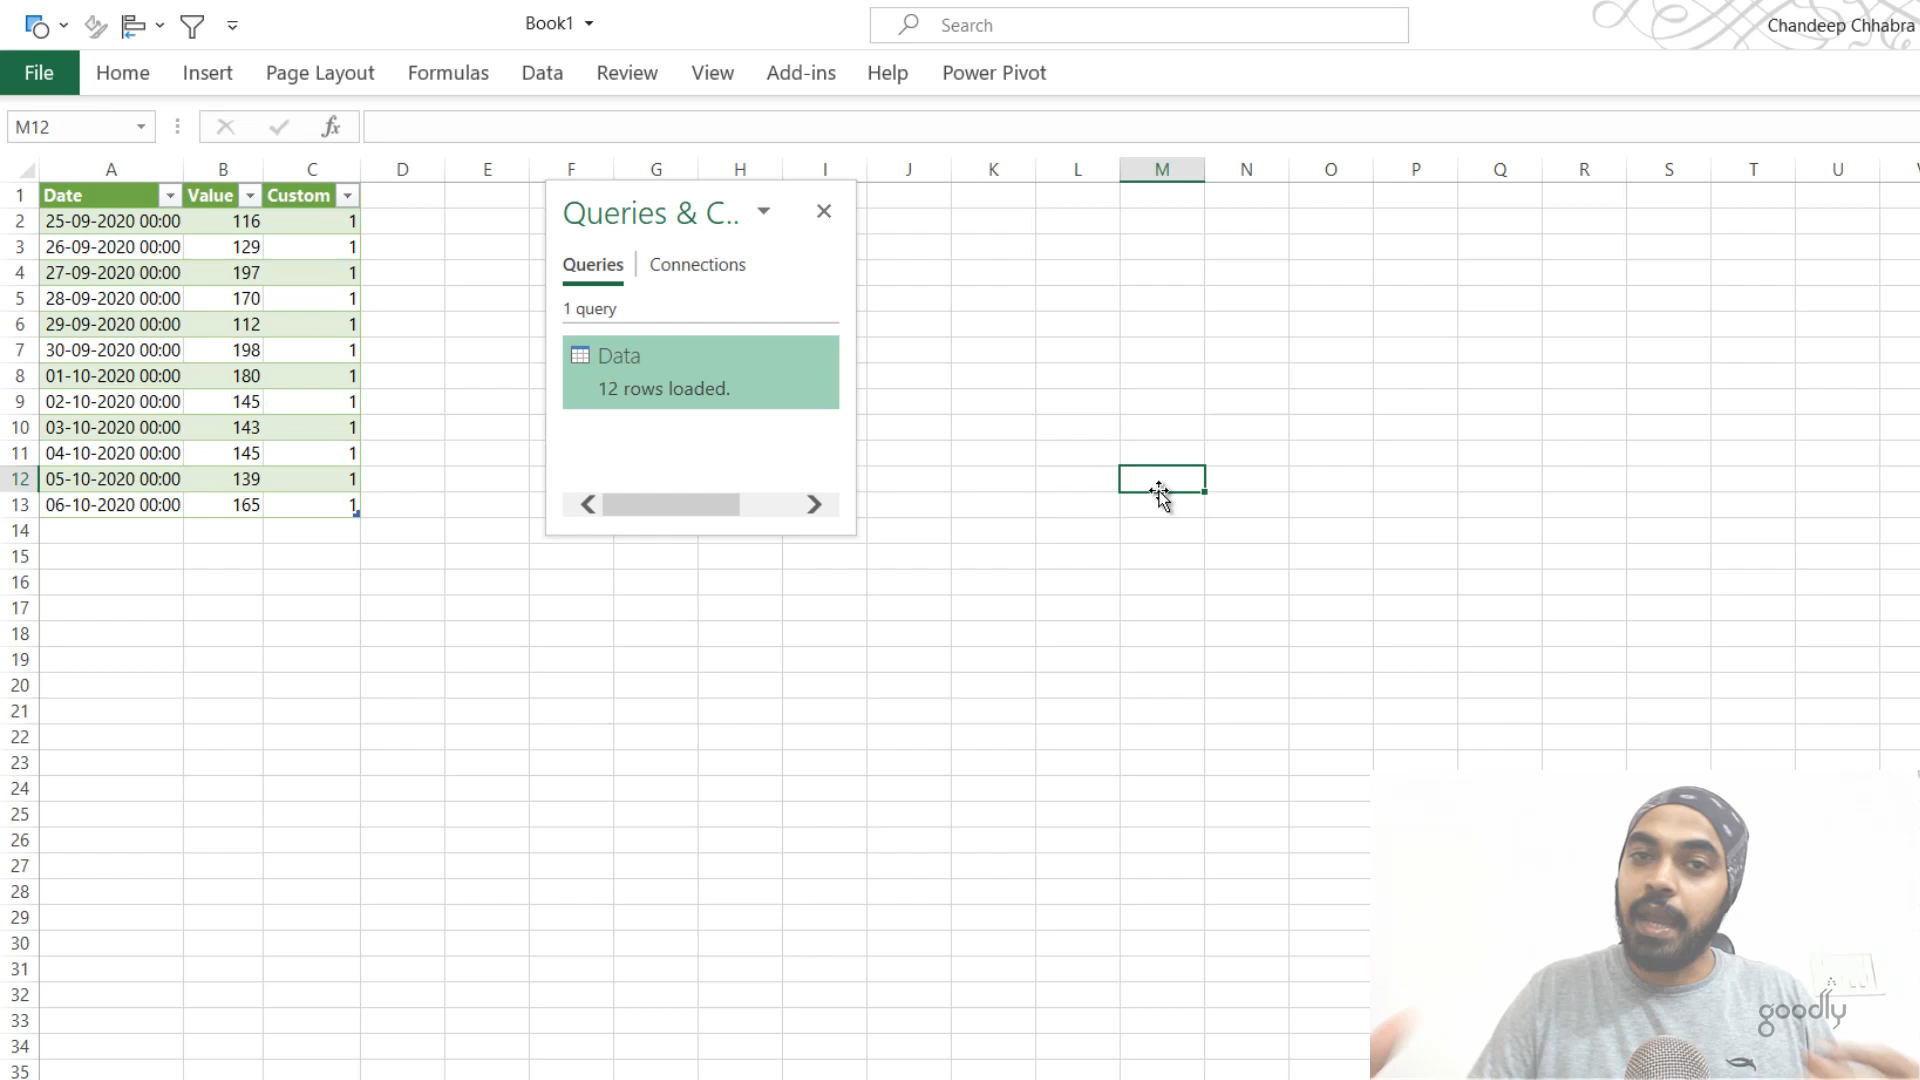 Book1
Search
Chandeep Chhabra
File Home Insert Page Layout Formulas Data Review View Add-ins Help Power Pivot
M12 fx
A B C D E F G H I J K L M N O P Q R S T U
1 Date Value Custom
2 25-09-2020 00:00 116 1
3 26-09-2020 00:00 129 1
4 27-09-2020 00:00 197 1
5 28-09-2020 00:00 170 1
6 29-09-2020 00:00 112 1
7 30-09-2020 00:00 198 1
8 01-10-2020 00:00 180 1
9 02-10-2020 00:00 145 1
10 03-10-2020 00:00 143 1
11 04-10-2020 00:00 145 1
12 05-10-2020 00:00 139 1
13 06-10-2020 00:00 165 1
14
15
16
17
18
19
20
21
22
23
24
25
26
27
28
29
30
31
32
33
34
35
Queries & C..
Queries Connections
1 query
Data
12 rows loaded.
goodly